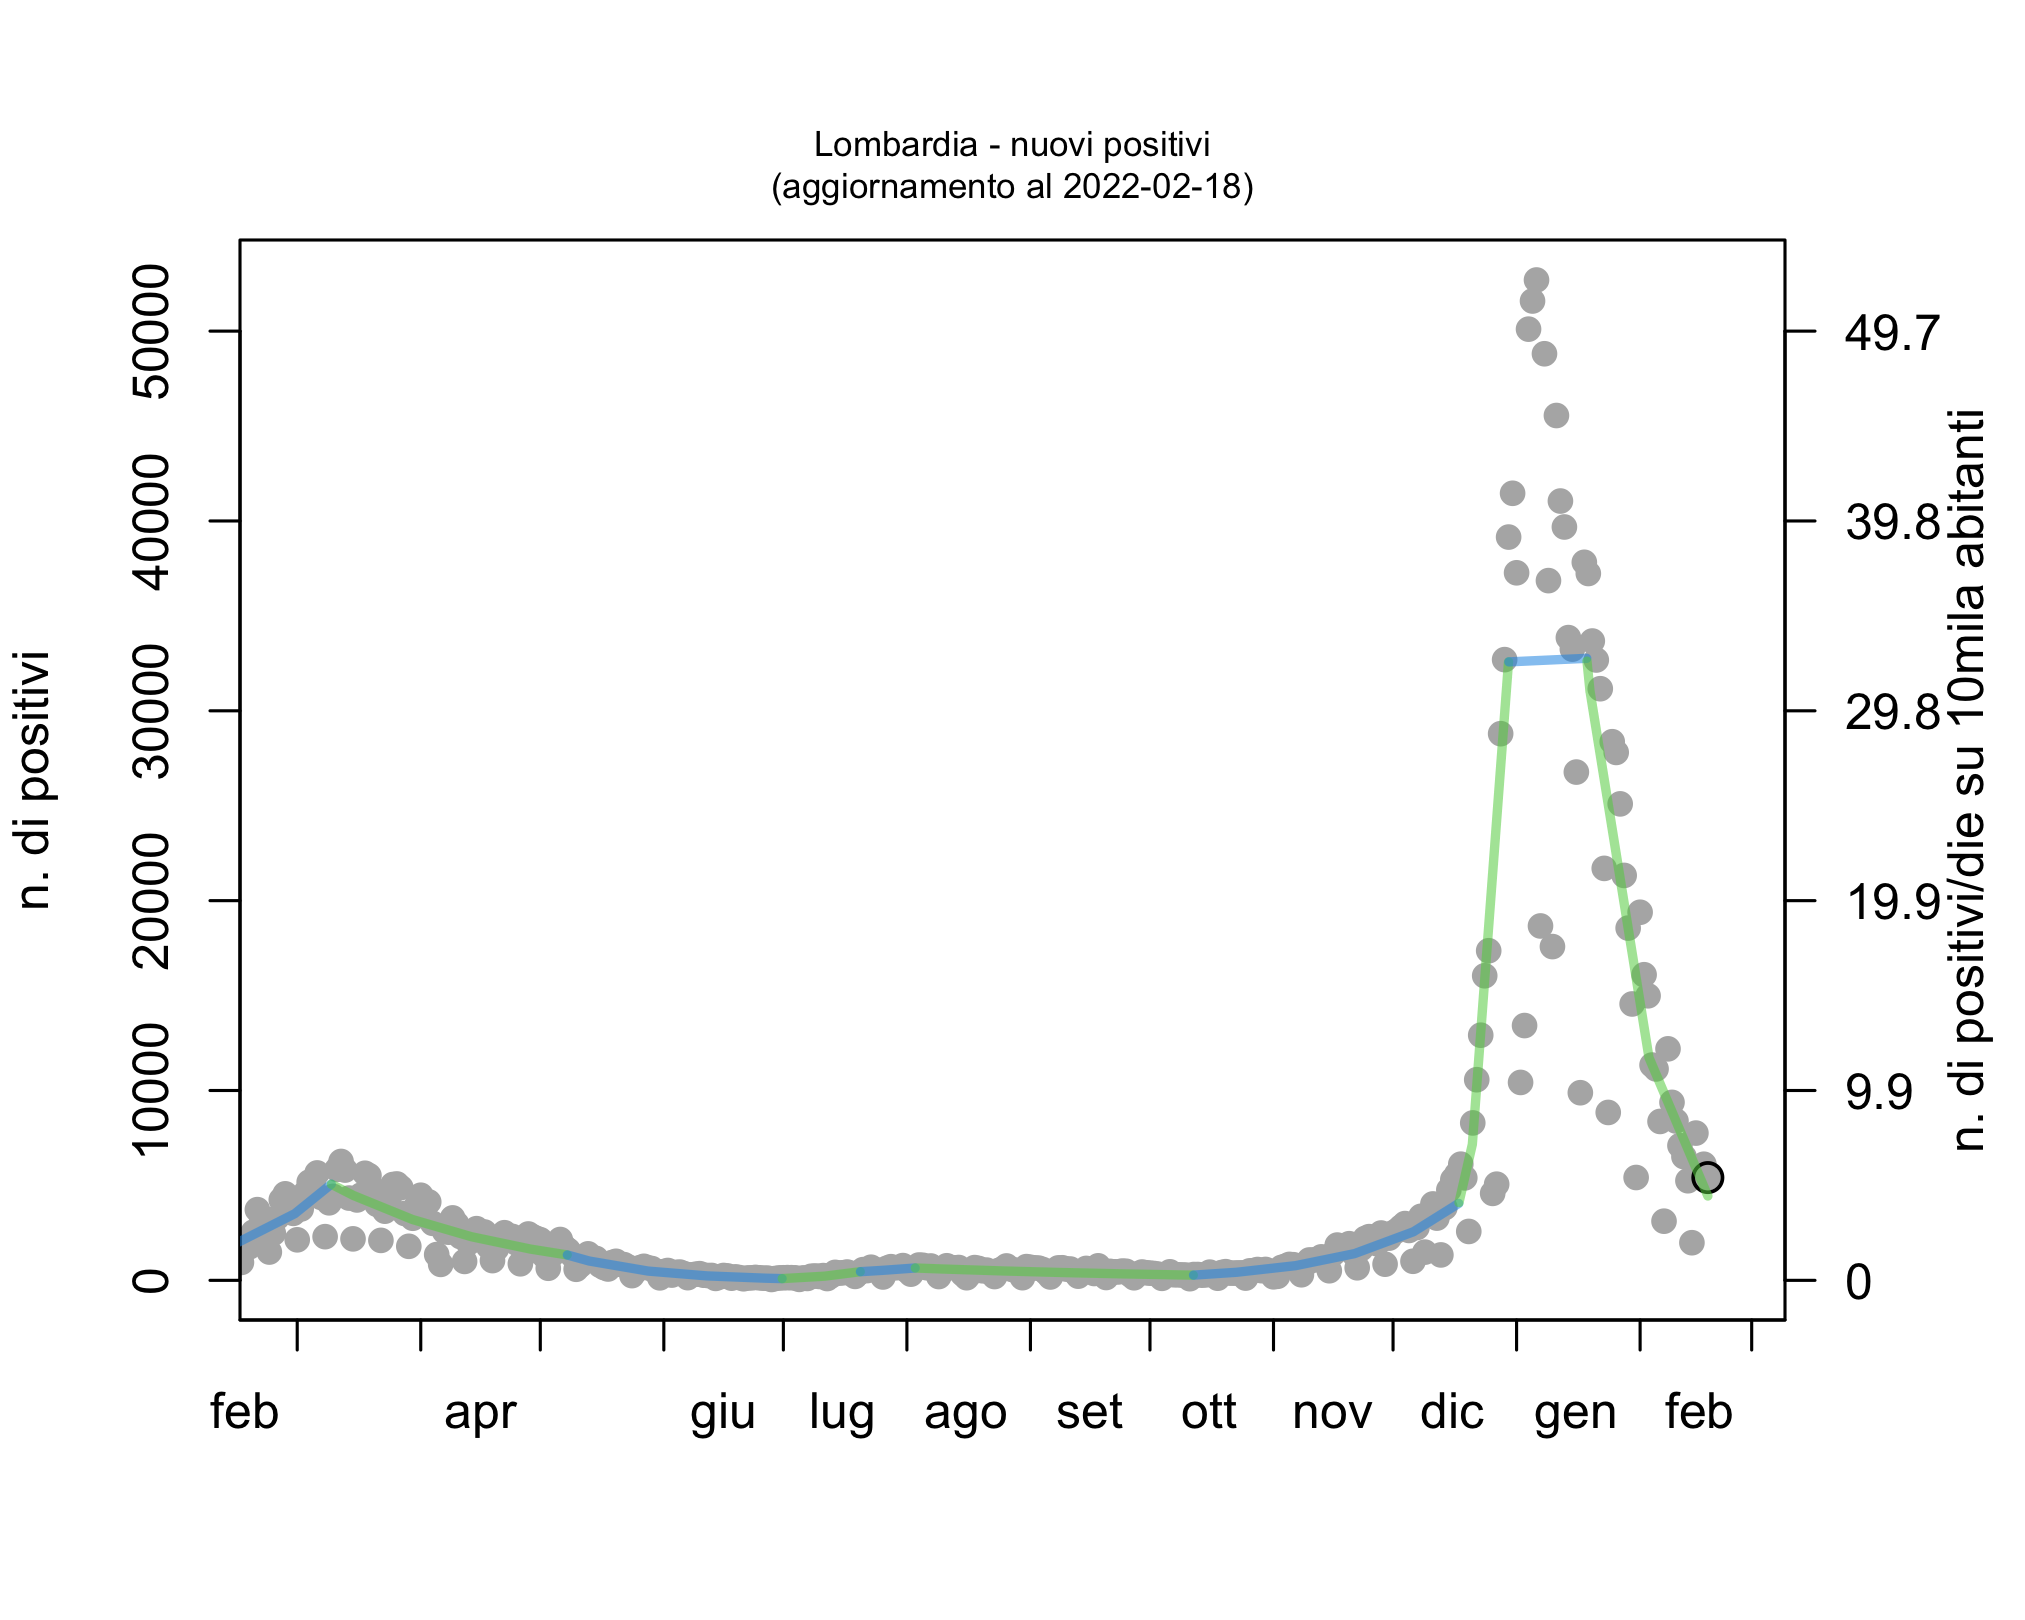 Lombardia - nuovi positivi
(aggiornamento al 2022-02-18)
n. di positivi
50000
40000
30000
20000
10000
0
49.7
39.8
29.8
19.9
9.9
0
n. di positivi/die su 10mila abitanti
feb apr giu lug ago set ott nov dic gen feb